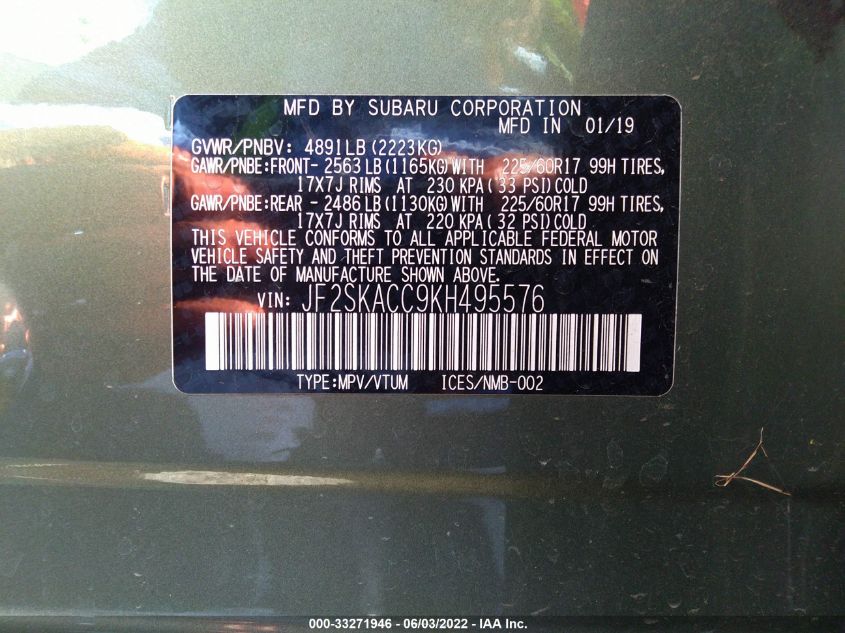 MFD BY SUBARU CORPORATION
MFD IN 01/19
GVWR/PNBV: 4891LB (2223KG)
GAWR/PNBE:FRONT- 2563 LB (1165KG) WITH 225/60R17 99H TIRES,
17X7J RIMS AT 230 KPA( 33 PSI) COLD
GAWR/PNBE:REAR - 2486 LB (1130KG) WITH 225/60R17 99H TIRES,
17X7J RIMS AT 220 KPA( 32 PSI) COLD
THIS VEHICLE CONFORMS TO ALL APPLICABLE FEDERAL MOTOR
VEHICLE SAFETY AND THEFT PREVENTION STANDARDS IN EFFECT ON
THE DATE OF MANUFACTURE SHOWN ABOVE.
VIN: JF2SKACC9KH495576
TYPE:MPV/VTUM ICES/NMB-002
000-33271946 - 06/03/2022 - IAA Inc.